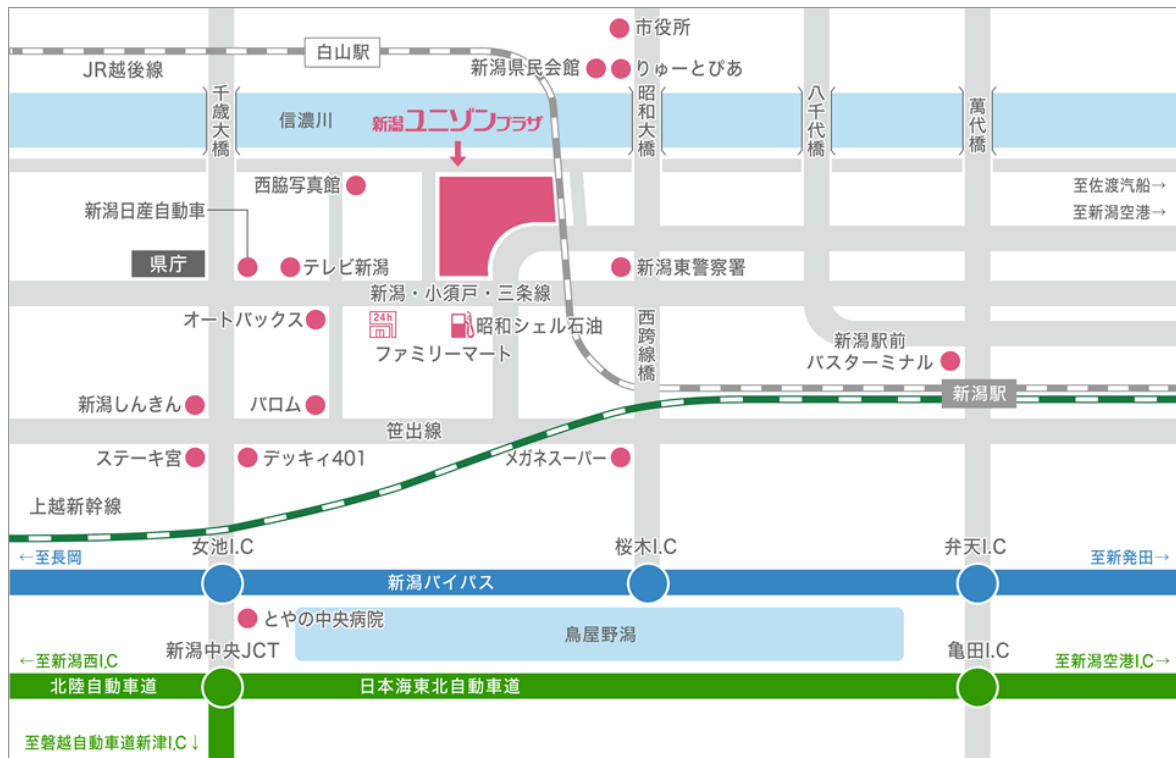 市役所
白山駅
JR越後線
新潟県民会館
りゅーとぴあ
千歳大橋
信濃川
新潟ユニゾンプラザ
昭和大橋
八千代橋
萬代橋
西脇写真館
至佐渡汽船→
新潟日産自動車
至新潟空港→
県庁
テレビ新潟
新潟東警察署
新潟・小須戸・三条線
オートバックス
24h
昭和シェル石油
ファミリーマート
西跨線橋
新潟駅前
バスターミナル
新潟駅
新潟しんきん
バロム
笹出線
ステーキ宮
デッキィ401
メガネスーパー
上越新幹線
女池I.C
桜木I.C
弁天I.C
←至長岡
至新発田→
新潟バイパス
とやの中央病院
鳥屋野潟
新潟中央JCT
亀田I.C
←至新潟西I.C
至新潟空港I.C→
北陸自動車道
日本海東北自動車道
至磐越自動車道新津I.C↓